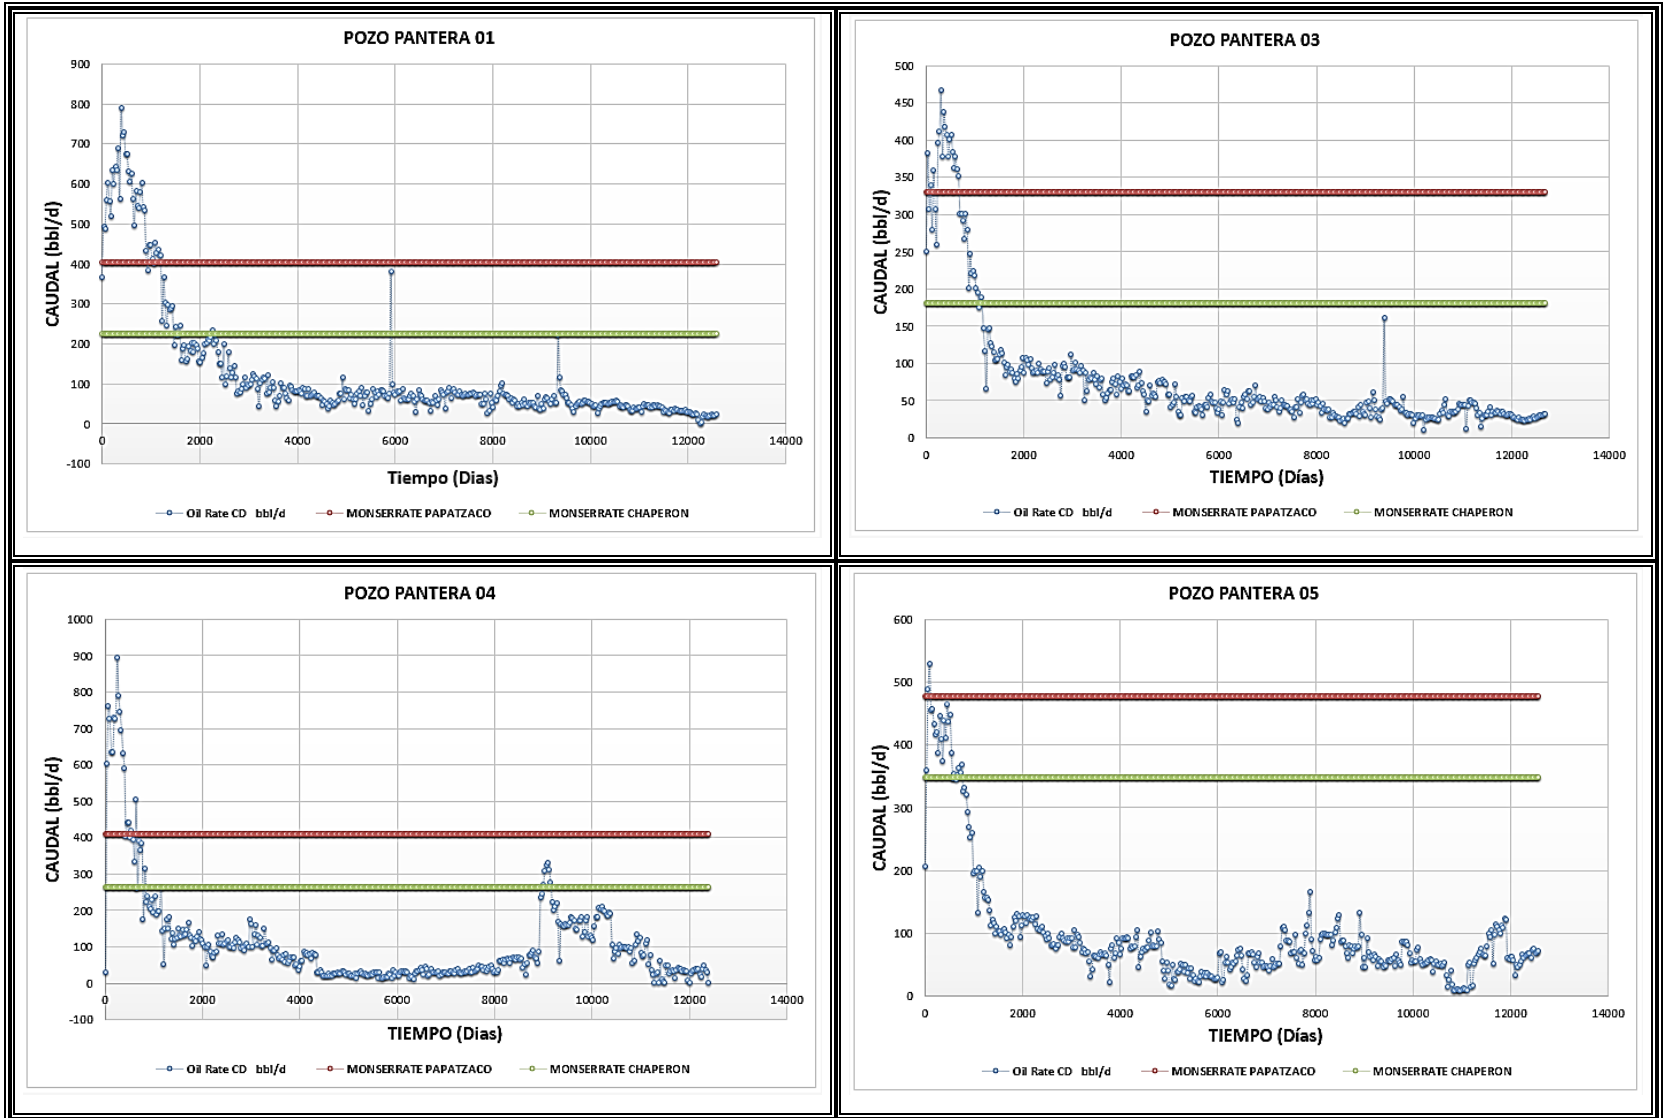 POZO PANTERA 01
CAUDAL (bbl/d)
900
800
700
600
500
400
300
200
100
0
-100
0 2000 4000 6000 8000 10000 12000 14000
Tiempo (Dias)
Oil Rate CD bbl/d MONSERRATE PAPATZACO MONSERRATE CHAPERON
POZO PANTERA 03
CAUDAL (bbl/d)
500
450
400
350
300
250
200
150
100
50
0
0 2000 4000 6000 8000 10000 12000 14000
TIEMPO (Días)
Oil Rate CD bbl/d MONSERRATE PAPATZACO MONSERRATE CHAPERON
POZO PANTERA 04
CAUDAL (bbl/d)
1000
900
800
700
600
500
400
300
200
100
0
-100
0 2000 4000 6000 8000 10000 12000 14000
TIEMPO (Dias)
Oil Rate CD bbl/d MONSERRATE PAPATZACO MONSERRATE CHAPERON
POZO PANTERA 05
CAUDAL (bbl/d)
600
500
400
300
200
100
0
0 2000 4000 6000 8000 10000 12000 14000
TIEMPO (Días)
Oil Rate CD bbl/d MONSERRATE PAPATZACO MONSERRATE CHAPERON